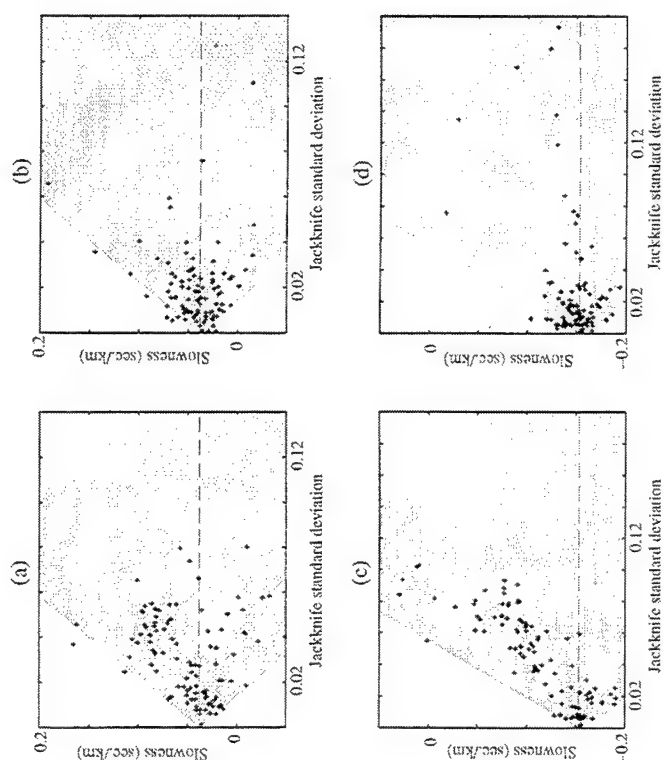 (a)
0.2
0
Slowness (sec./km)
0.02
0.12
Jackknife standard deviation
(b)
0.2
0
Slowness (sec./km)
0.02
0.12
Jackknife standard deviation
(c)
0
-0.2
Slowness (sec./km)
0.02
0.12
Jackknife standard deviation
(d)
0
-0.2
Slowness (sec./km)
0.02
0.12
Jackknife standard deviation